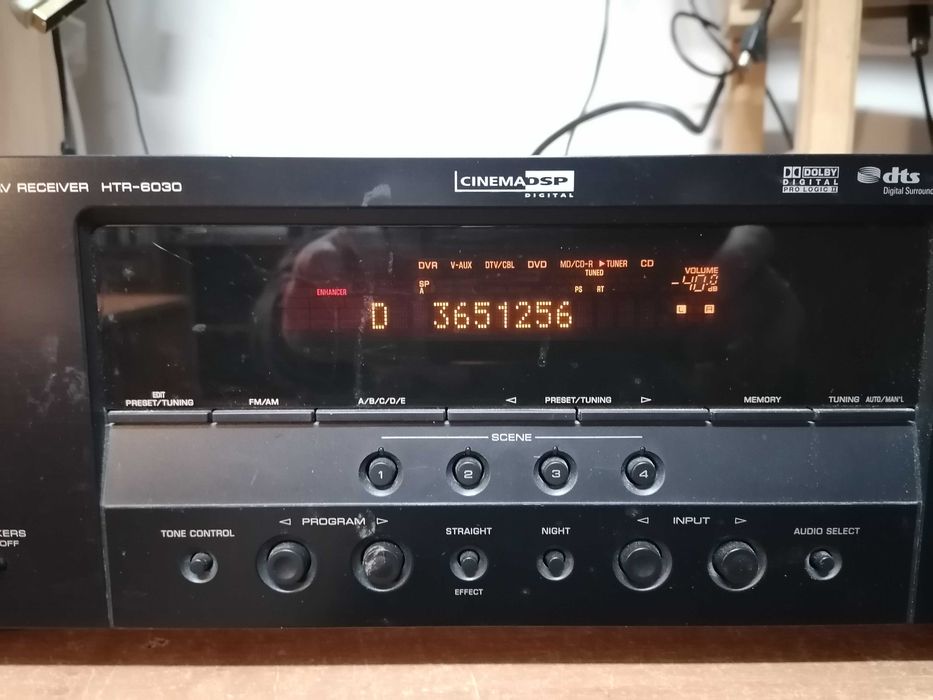 AV RECEIVER HTR-6030
CINEMA DSP
DIGITAL
DOLBY
DIGITAL
PRO LOGIC II
dts
Digital Surround
DVR V-AUX DTV/CBL DVD MD/CD-R TUNER CD
TUNED
VOLUME
-40.0 dB
SP
A
PS RT
ENHANCER
L R
D 3651256
EDIT
PRESET/TUNING
FM/AM
A/B/C/D/E
PRESET/TUNING
MEMORY
TUNING AUTO/MAN'L
SCENE
1 2 3 4
KERS
OFF
TONE CONTROL
PROGRAM
STRAIGHT
EFFECT
NIGHT
INPUT
AUDIO SELECT